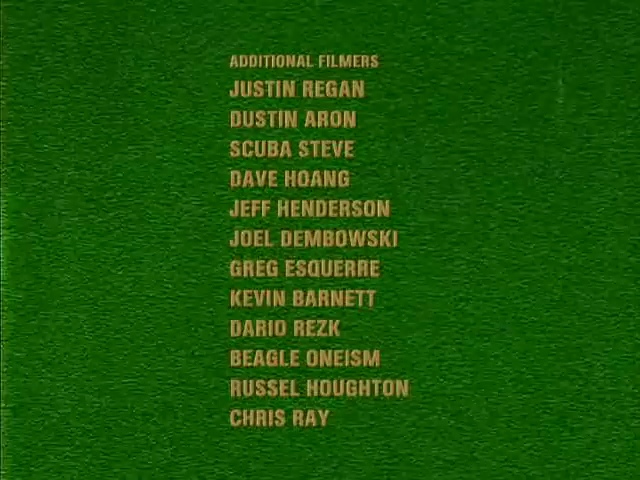 ADDITIONAL FILMERS
JUSTIN REGAN
DUSTIN ARON
SCUBA STEVE
DAVE HOANG
JEFF HENDERSON
JOEL DEMBOWSKI
GREG ESQUERRE
KEVIN BARNETT
DARIO REZK
BEAGLE ONEISM
RUSSEL HOUGHTON
CHRIS RAY